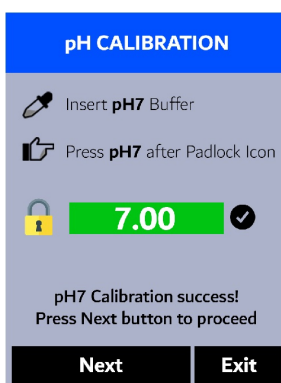 pH CALIBRATION
Insert pH7 Buffer
Press pH7 after Padlock Icon
7.00
pH7 Calibration success!
Press Next button to proceed
Next Exit